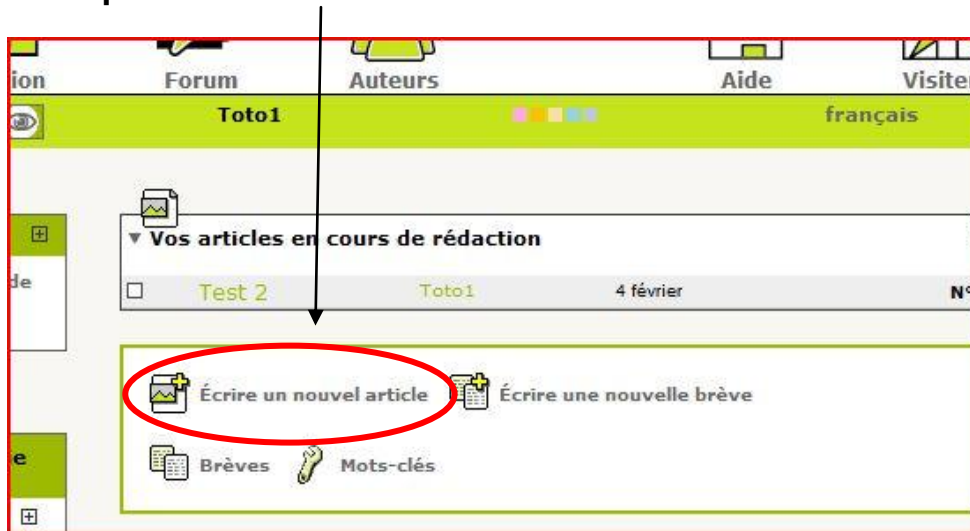 ion Forum Auteurs Aide Visite
Toto1 français
Vos articles en cours de rédaction
de
Test 2 Toto1 4 février N°
Écrire un nouvel article Écrire une nouvelle brève
e
Brèves Mots-clés